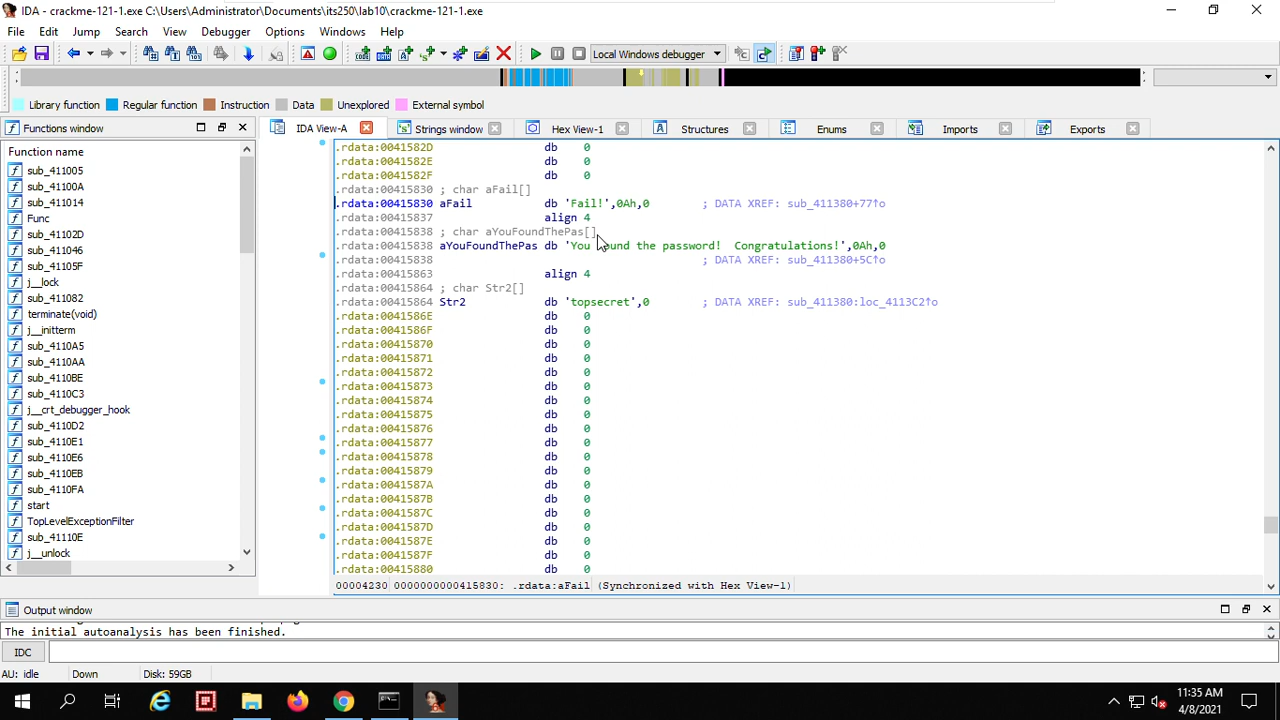 IDA - crackme-121-1.exe C:\Users\Administrator\Documents\its250\lab10\crackme-121-1.exe
File Edit Jump Search View Debugger Options Windows Help
Local Windows debugger
Library function Regular function Instruction Data Unexplored External symbol
Functions window
IDA View-A Strings window Hex View-1 Structures Enums Imports Exports
Function name
sub_411005
sub_41100A
sub_411014
Func
sub_41102D
sub_411046
sub_41105F
j__lock
sub_411082
terminate(void)
j__initterm
sub_4110A5
sub_4110AA
sub_4110BE
sub_4110C3
j__crt_debugger_hook
sub_4110D2
sub_4110E1
sub_4110E6
sub_4110EB
sub_4110FA
start
TopLevelExceptionFilter
sub_41110E
j__unlock
.rdata:0041582D db 0
.rdata:0041582E db 0
.rdata:0041582F db 0
.rdata:00415830 ; char aFail[]
.rdata:00415830 aFail db 'Fail!',0Ah,0 ; DATA XREF: sub_411380+77↑o
.rdata:00415837 align 4
.rdata:00415838 ; char aYouFoundThePas[]
.rdata:00415838 aYouFoundThePas db 'You found the password!  Congratulations!',0Ah,0
.rdata:00415838 ; DATA XREF: sub_411380+5C↑o
.rdata:00415863 align 4
.rdata:00415864 ; char Str2[]
.rdata:00415864 Str2 db 'topsecret',0 ; DATA XREF: sub_411380:loc_4113C2↑o
.rdata:0041586E db 0
.rdata:0041586F db 0
.rdata:00415870 db 0
.rdata:00415871 db 0
.rdata:00415872 db 0
.rdata:00415873 db 0
.rdata:00415874 db 0
.rdata:00415875 db 0
.rdata:00415876 db 0
.rdata:00415877 db 0
.rdata:00415878 db 0
.rdata:00415879 db 0
.rdata:0041587A db 0
.rdata:0041587B db 0
.rdata:0041587C db 0
.rdata:0041587D db 0
.rdata:0041587E db 0
.rdata:0041587F db 0
.rdata:00415880 db 0
00004230 0000000000415830: .rdata:aFail (Synchronized with Hex View-1)
Output window
The initial autoanalysis has been finished.
IDC
AU: idle Down Disk: 59GB
11:35 AM
4/8/2021